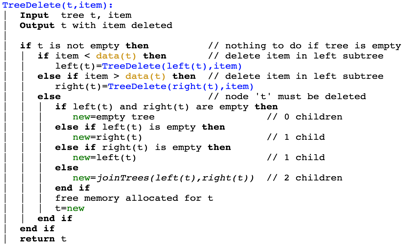 TreeDelete(t,item):
| Input tree t, item
| Output t with item deleted
|
| if t is not empty then // nothing to do if tree is empty
| | if item < data(t) then // delete item in left subtree
| | | left(t)=TreeDelete(left(t),item)
| | else if item > data(t) then // delete item in left subtree
| | | right(t)=TreeDelete(right(t),item)
| | else // node 't' must be deleted
| | | if left(t) and right(t) are empty then
| | | | new=empty tree // 0 children
| | | else if left(t) is empty then
| | | | new=right(t) // 1 child
| | | else if right(t) is empty then
| | | | new=left(t) // 1 child
| | | else
| | | | new=joinTrees(left(t),right(t)) // 2 children
| | | end if
| | | free memory allocated for t
| | | t=new
| | end if
| end if
| return t